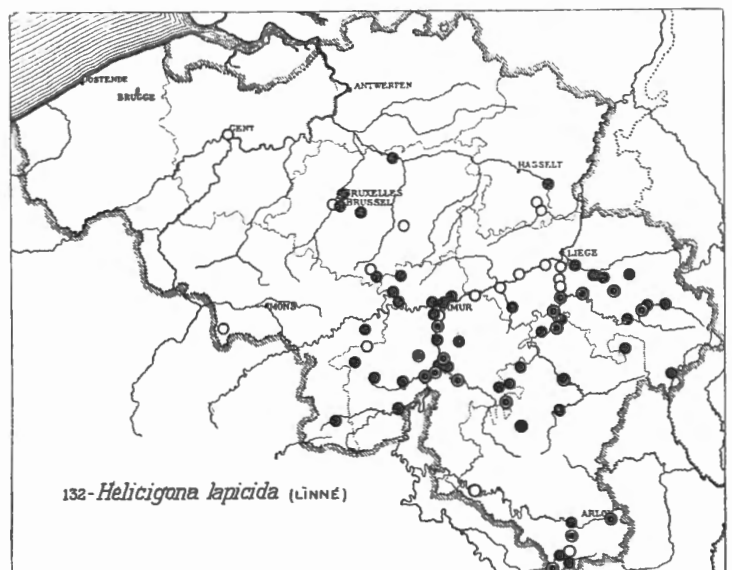 OSTENDE
BRUGGE
ANTWERPEN
GENT
HASSELT
BRUXELLES
BRUSSEL
LIEGE
MONS
NAMUR
ARLON
132-Helicigona lapicida (LINNÉ)